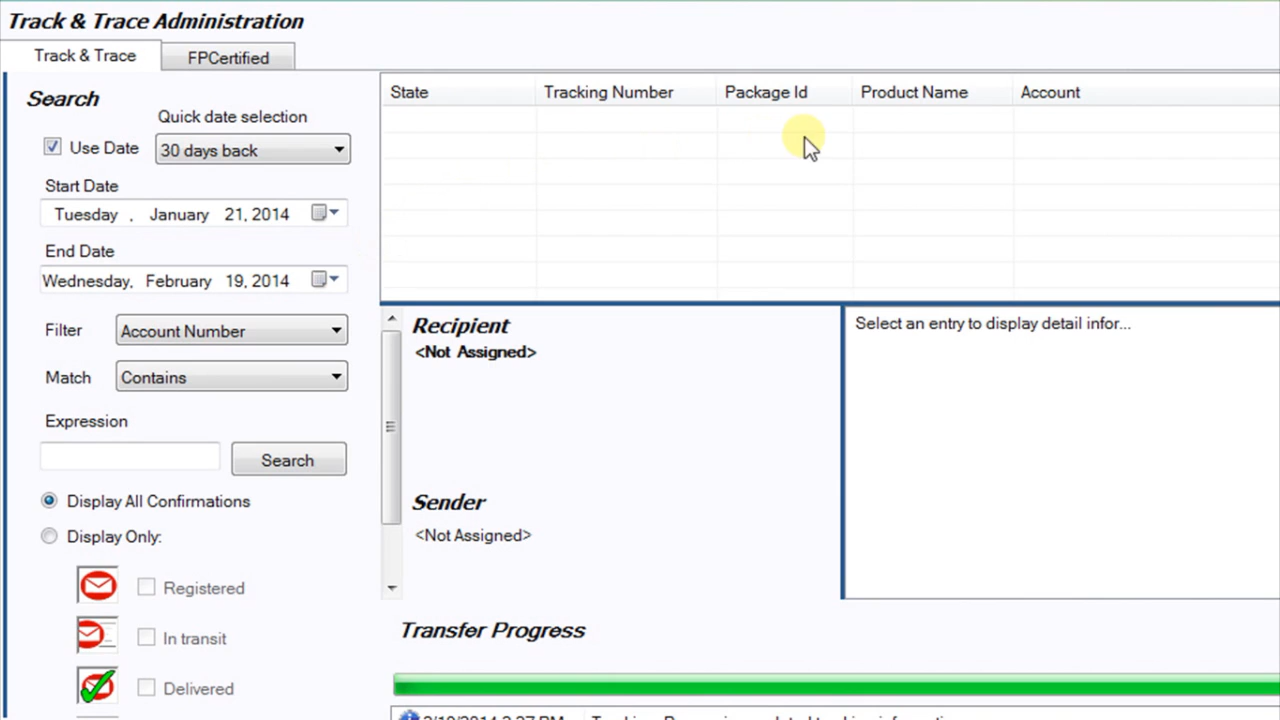 Track & Trace Administration
Track & Trace
FPCertified
Search
Quick date selection
Use Date
30 days back
Start Date
Tuesday , January 21, 2014
End Date
Wednesday, February 19, 2014
Filter
Account Number
Match
Contains
Expression
Search
Display All Confirmations
Display Only:
Registered
In transit
Delivered
State Tracking Number Package Id Product Name Account
Recipient
<Not Assigned>
Select an entry to display detail infor...
Sender
<Not Assigned>
Transfer Progress